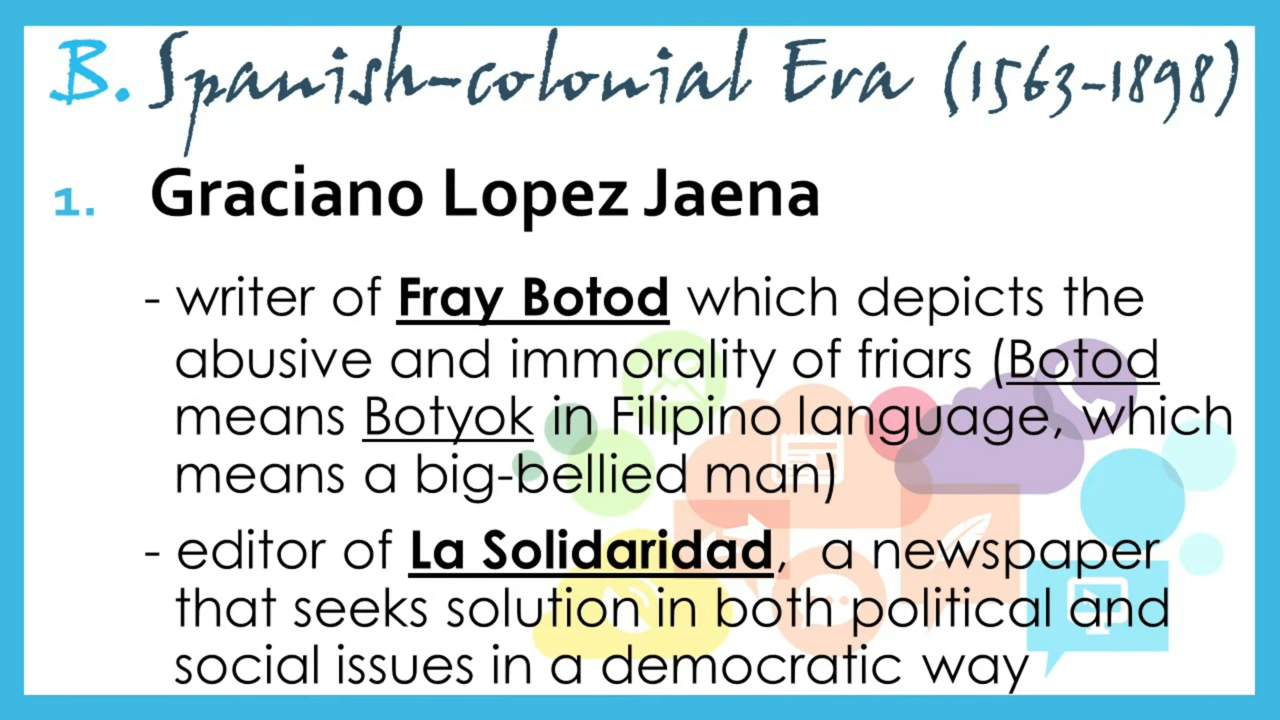 B. Spanish-colonial Era (1563-1898)
1. Graciano Lopez Jaena
- writer of Fray Botod which depicts the
abusive and immorality of friars (Botod
means Botyok in Filipino language, which
means a big-bellied man)
- editor of La Solidaridad, a newspaper
that seeks solution in both political and
social issues in a democratic way